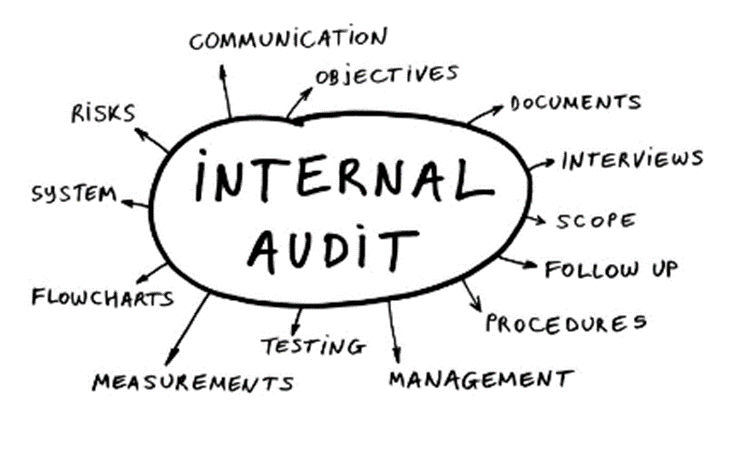 COMMUNICATION
OBJECTIVES
RISKS
DOCUMENTS
INTERVIEWS
INTERNAL
SYSTEM
SCOPE
AUDIT
FOLLOW UP
FLOWCHARTS
PROCEDURES
TESTING
MEASUREMENTS
MANAGEMENT